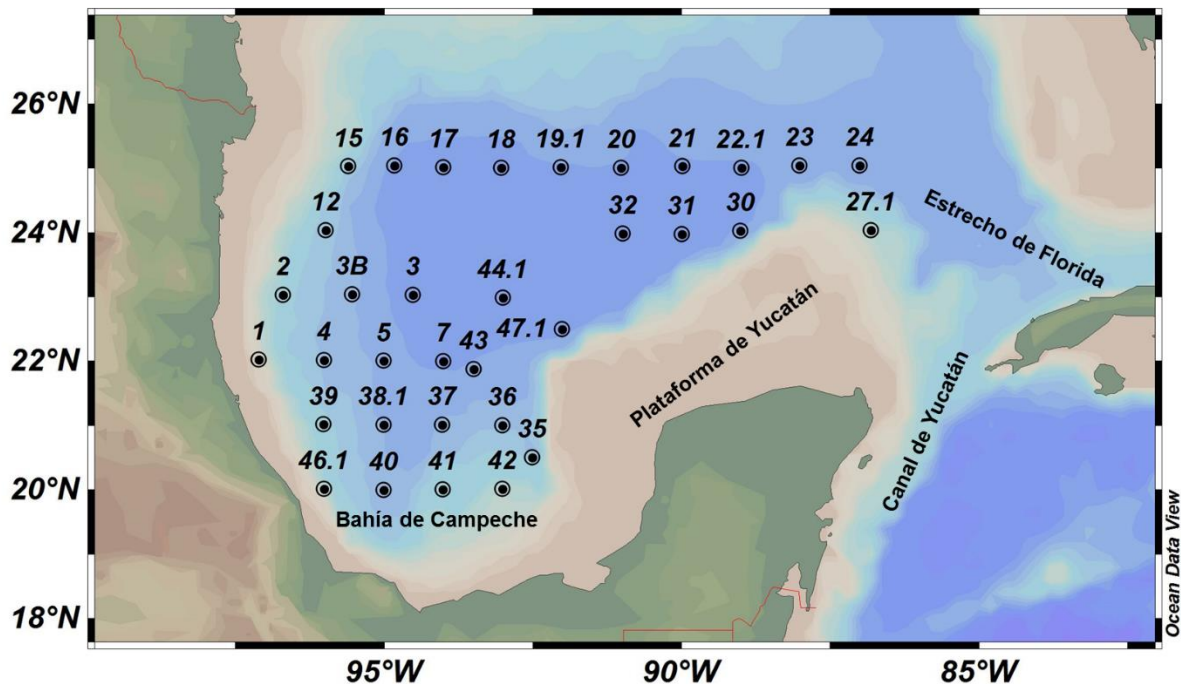 26°N
15 16 17 18 19.1 20 21 22.1 23 24
12 32 31 30 27.1
Estrecho de Florida
24°N
2 3B 3 44.1
47.1
Plataforma de Yucatán
Canal de Yucatán
1 4 5 7 43
22°N
39 38.1 37 36
35
46.1 40 41 42
20°N
Bahía de Campeche
18°N
95°W 90°W 85°W
Ocean Data View